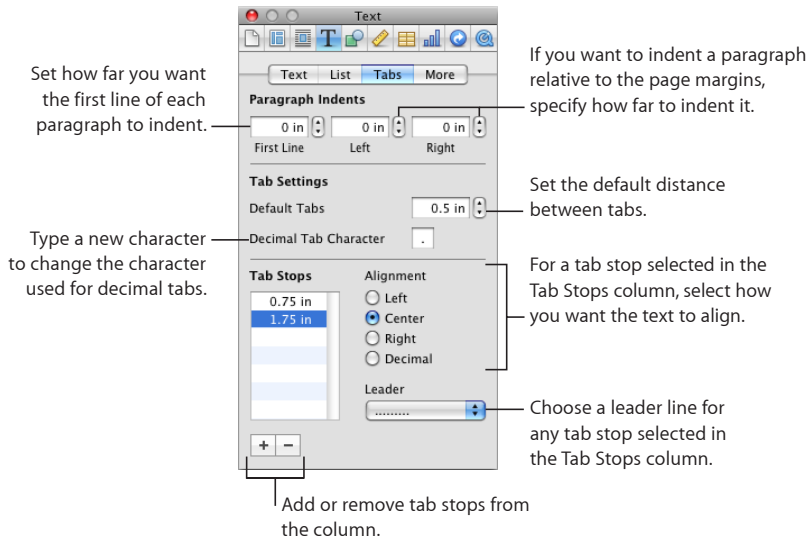 Text
T
Text List Tabs More
Paragraph Indents
0 in 0 in 0 in
First Line Left Right
Tab Settings
Default Tabs 0.5 in
Decimal Tab Character .
Tab Stops Alignment
0.75 in
1.75 in
Left
Center
Right
Decimal
Leader
.........
+ −
Set how far you want
the first line of each
paragraph to indent.
If you want to indent a paragraph
relative to the page margins,
specify how far to indent it.
Set the default distance
between tabs.
Type a new character
to change the character
used for decimal tabs.
For a tab stop selected in the
Tab Stops column, select how
you want the text to align.
Choose a leader line for
any tab stop selected in
the Tab Stops column.
Add or remove tab stops from
the column.